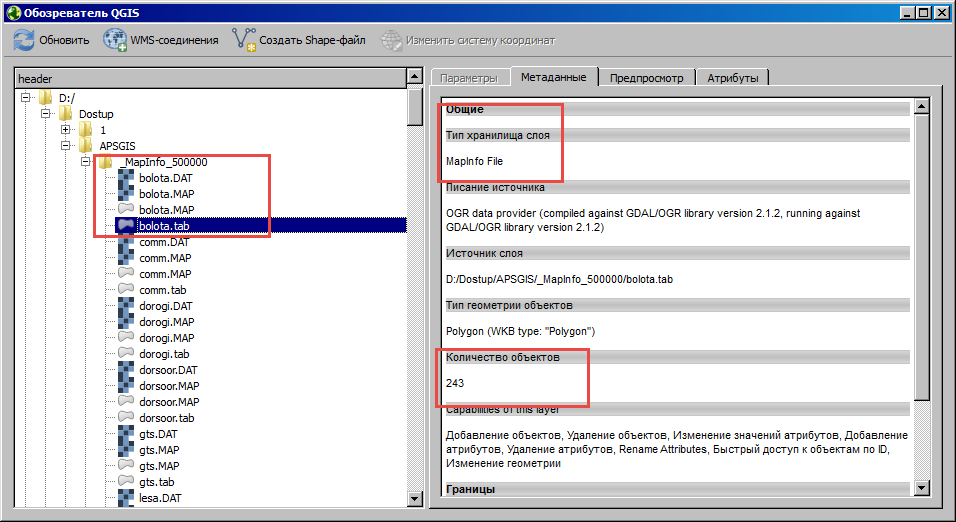 Обозреватель QGIS
Обновить WMS-соединения Создать Shape-файл Изменить систему координат
header
D:/
Dostup
1
APSGIS
_MapInfo_500000
bolota.DAT
bolota.MAP
bolota.MAP
bolota.tab
comm.DAT
comm.MAP
comm.MAP
comm.tab
dorogi.DAT
dorogi.MAP
dorogi.MAP
dorogi.tab
dorsoor.DAT
dorsoor.MAP
dorsoor.MAP
dorsoor.tab
gts.DAT
gts.MAP
gts.MAP
gts.tab
lesa.DAT
Параметры Метаданные Предпросмотр Атрибуты
Общие
Тип хранилища слоя
MapInfo File
Писание источника
OGR data provider (compiled against GDAL/OGR library version 2.1.2, running against
GDAL/OGR library version 2.1.2)
Источник слоя
D:/Dostup/APSGIS/_MapInfo_500000/bolota.tab
Тип геометрии объектов
Polygon (WKB type: "Polygon")
Количество объектов
243
Capabilities of this layer
Добавление объектов, Удаление объектов, Изменение значений атрибутов, Добавление
атрибутов, Удаление атрибутов, Rename Attributes, Быстрый доступ к объектам по ID,
Изменение геометрии
Границы